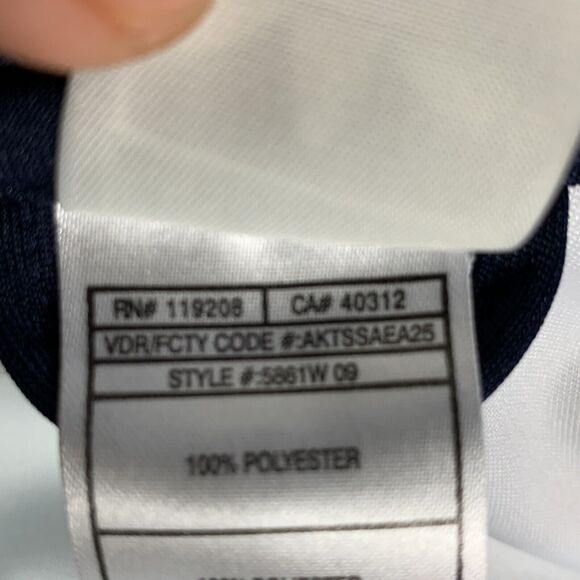 RN# 119208 CA# 40312
VDR/FCTY CODE #:AKTSSAEA25
STYLE #:5861W 09
100% POLYESTER